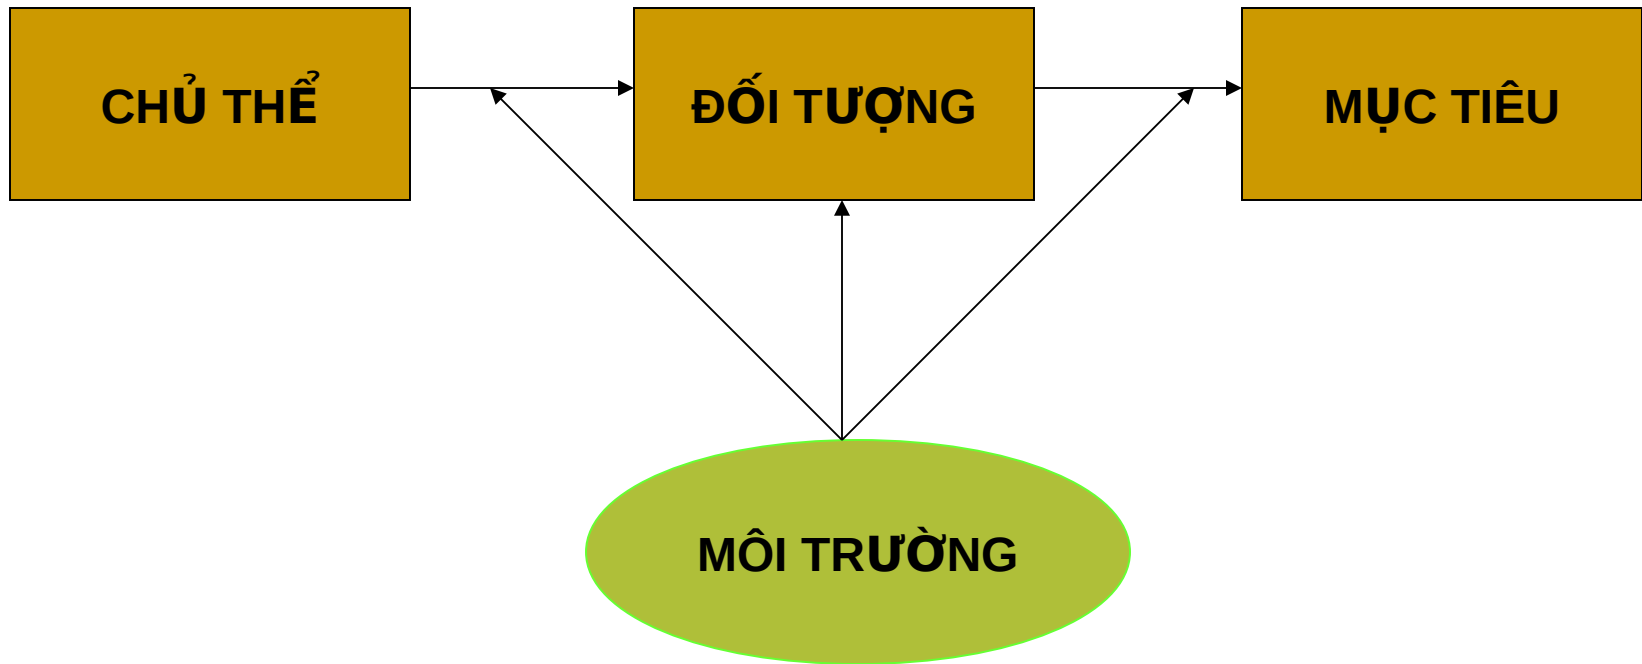 CHỦ THỂ
ĐỐI TƯỢNG
MỤC TIÊU
MÔI TRƯỜNG